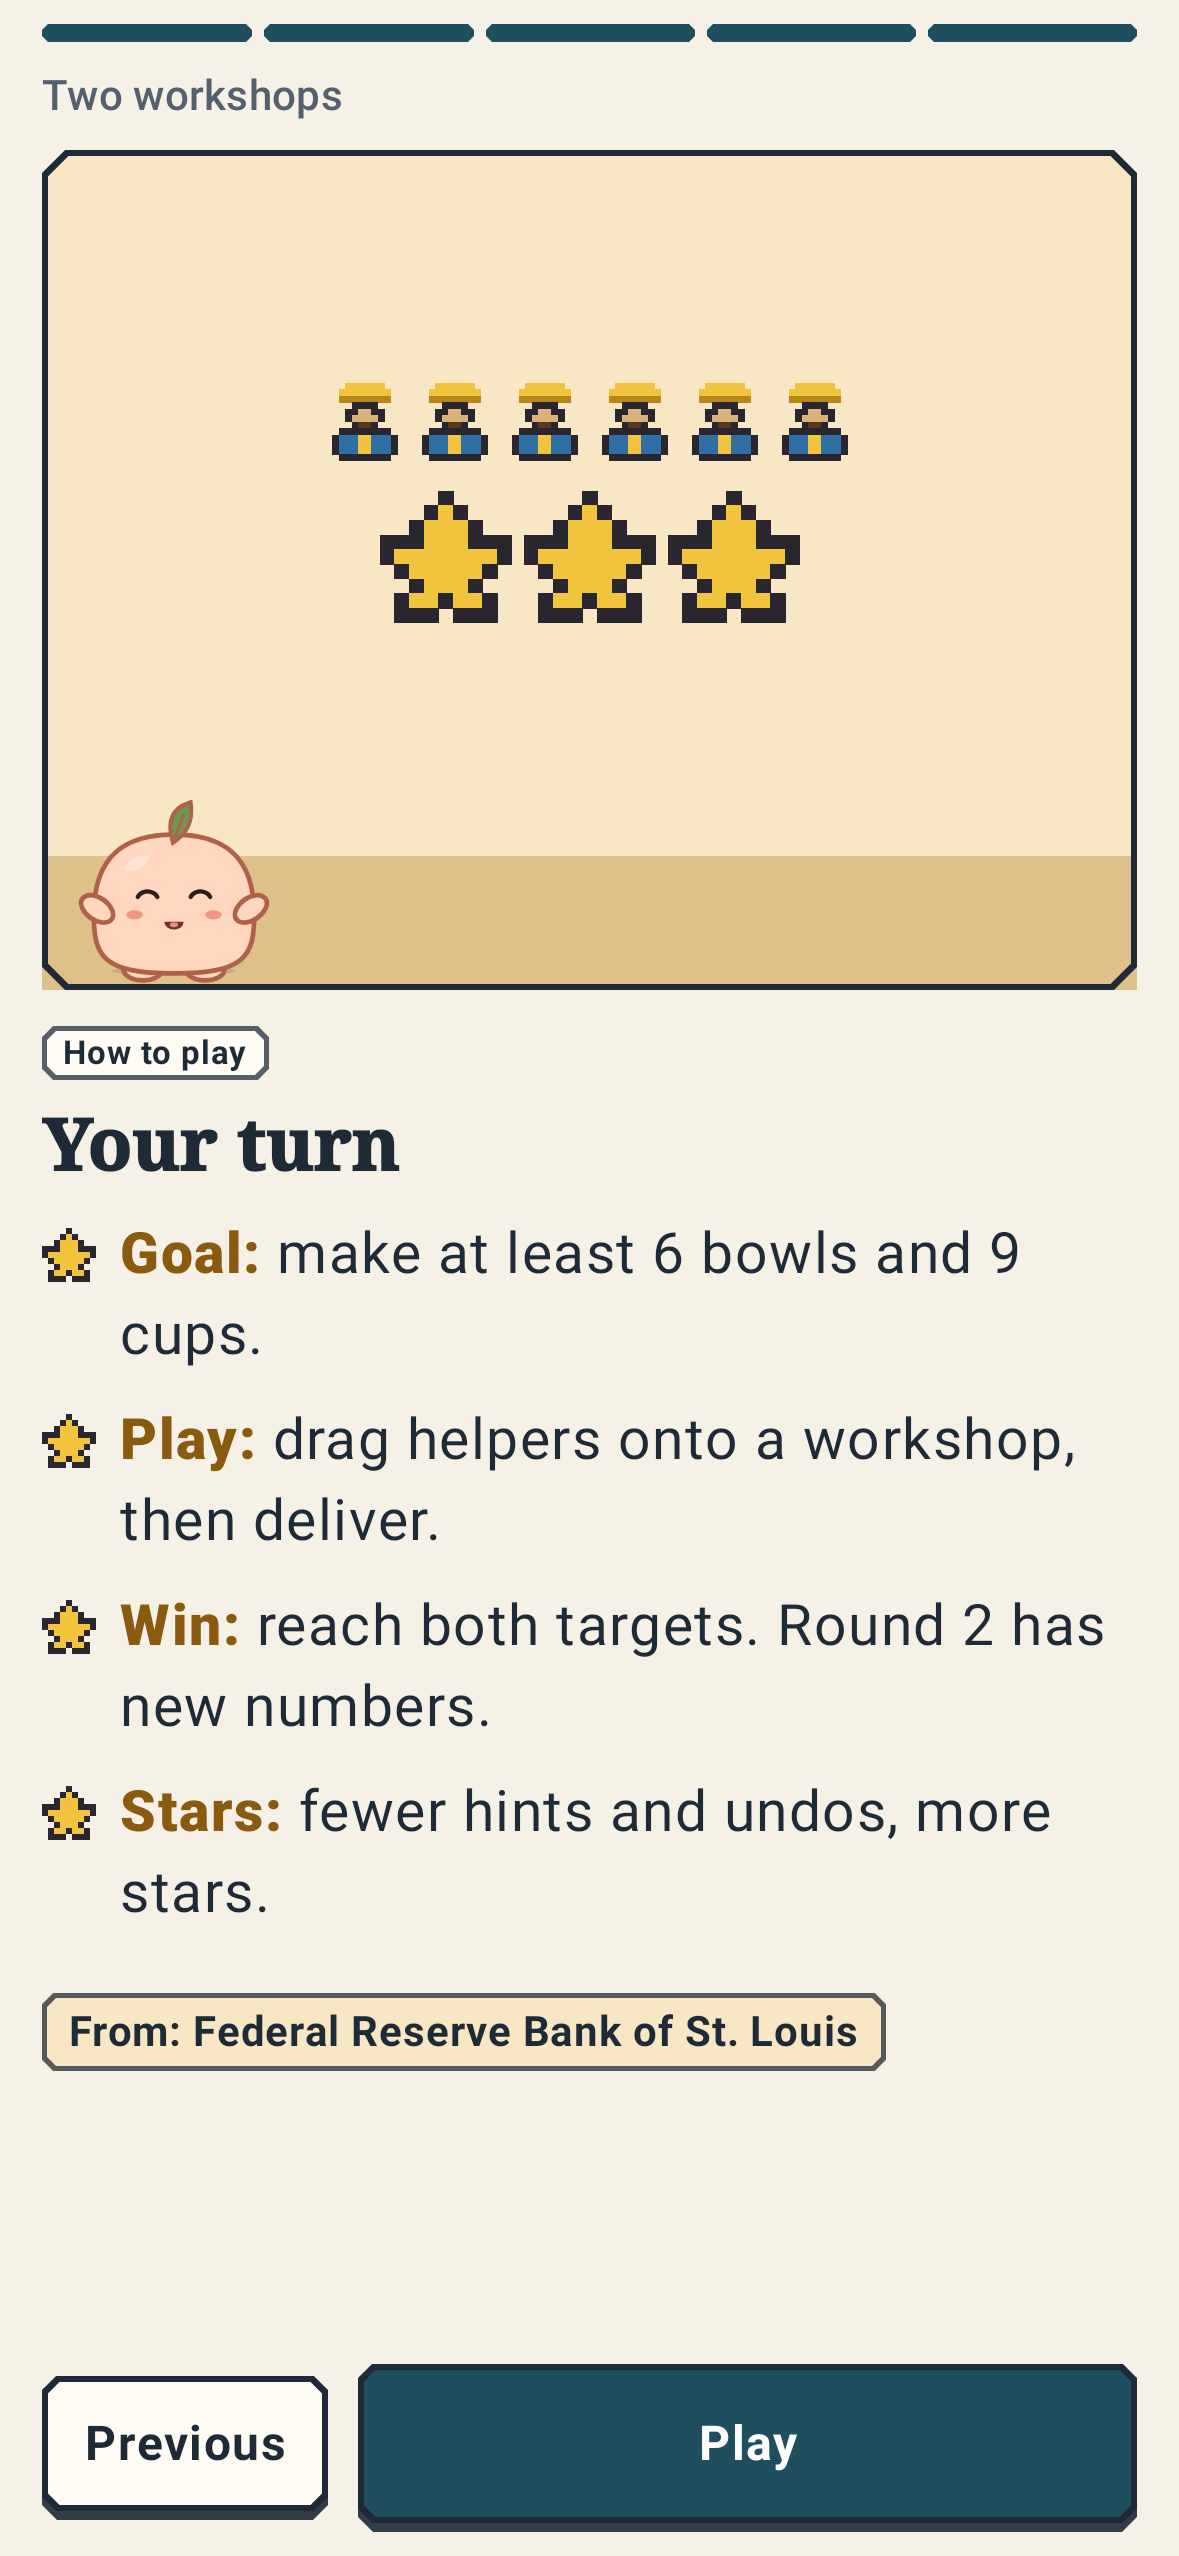 Two workshops
How to play
Your turn
Goal: make at least 6 bowls and 9
cups.
Play: drag helpers onto a workshop,
then deliver.
Win: reach both targets. Round 2 has
new numbers.
Stars: fewer hints and undos, more
stars.
From: Federal Reserve Bank of St. Louis
Previous
Play